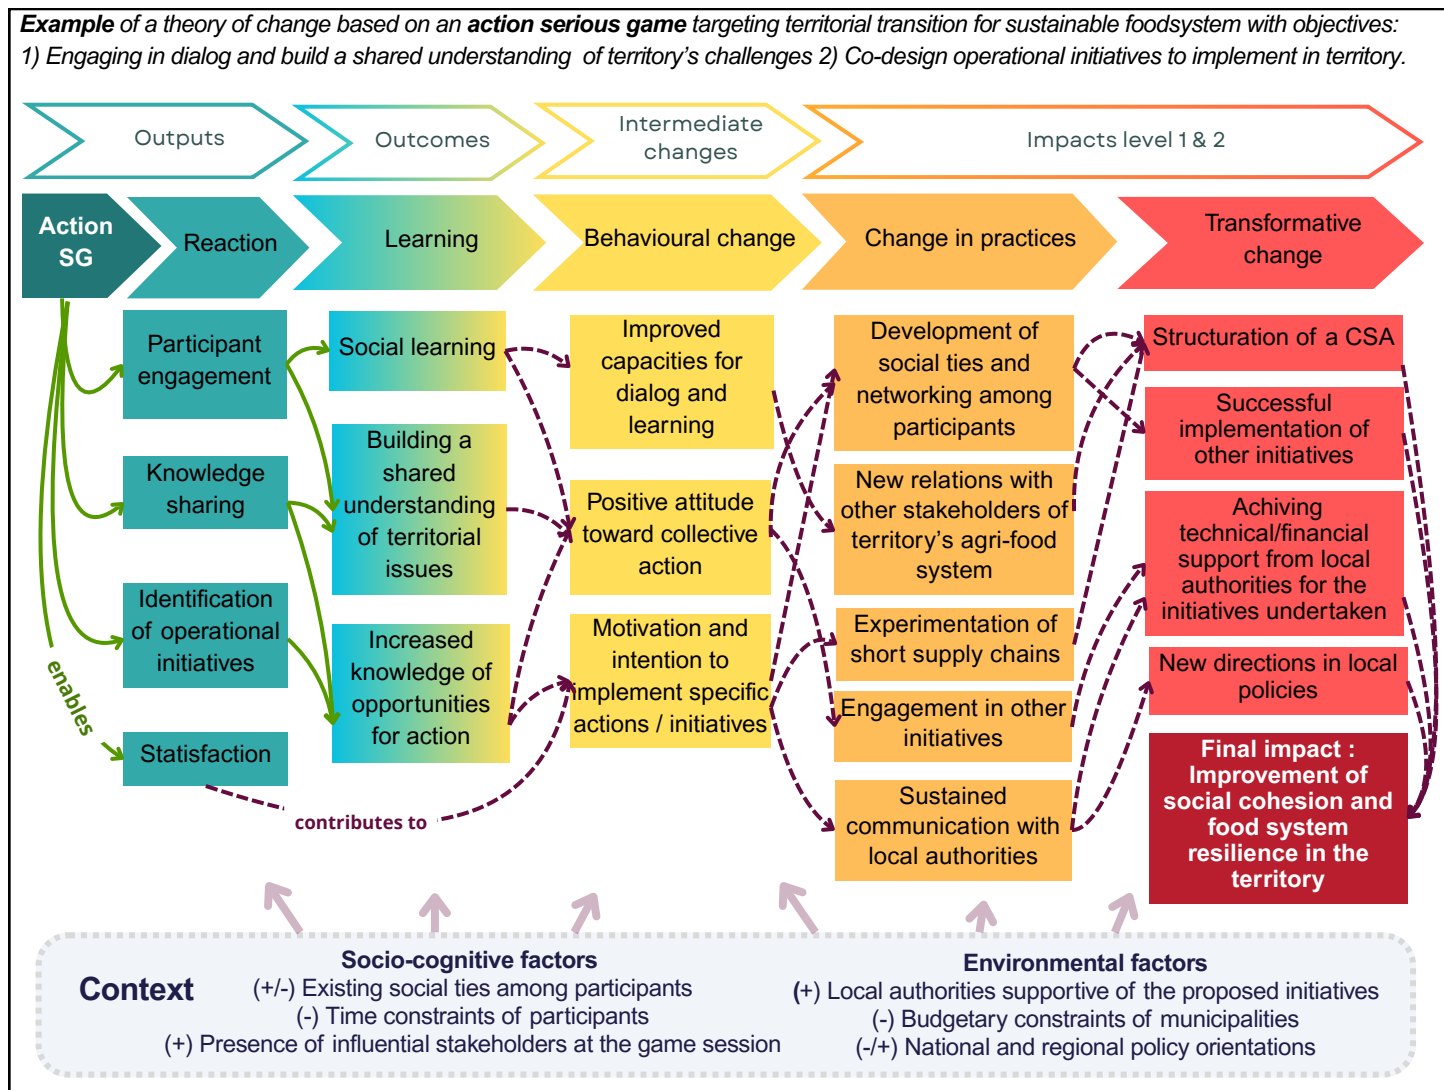 Example of a theory of change based on an action serious game targeting territorial transition for sustainable foodsystem with objectives:
1) Engaging in dialog and build a shared understanding of territory's challenges 2) Co-design operational initiatives to implement in territory.
Outputs
Outcomes
Intermediate
changes
Impacts level 1 & 2
Action
SG
Reaction
Learning
Behavioural change
Change in practices
Transformative
change
Participant
engagement
Knowledge
sharing
Identification
of operational
initiatives
Statisfaction
enables
contributes to
Social learning
Building a
shared
understanding
of territorial
issues
Increased
knowledge of
opportunities
for action
Improved
capacities for
dialog and
learning
Positive attitude
toward collective
action
Motivation and
intention to
implement specific
actions / initiatives
Development of
social ties and
networking among
participants
New relations with
other stakeholders of
territory's agri-food
system
Experimentation of
short supply chains
Engagement in other
initiatives
Sustained
communication with
local authorities
Structuration of a CSA
Successful
implementation of
other initiatives
Achiving
technical/financial
support from local
authorities for the
initiatives undertaken
New directions in local
policies
Final impact :
Improvement of
social cohesion and
food system
resilience in the
territory
Context
Socio-cognitive factors
(+/-) Existing social ties among participants
(-) Time constraints of participants
(+) Presence of influential stakeholders at the game session
Environmental factors
(+) Local authorities supportive of the proposed initiatives
(-) Budgetary constraints of municipalities
(-/+) National and regional policy orientations